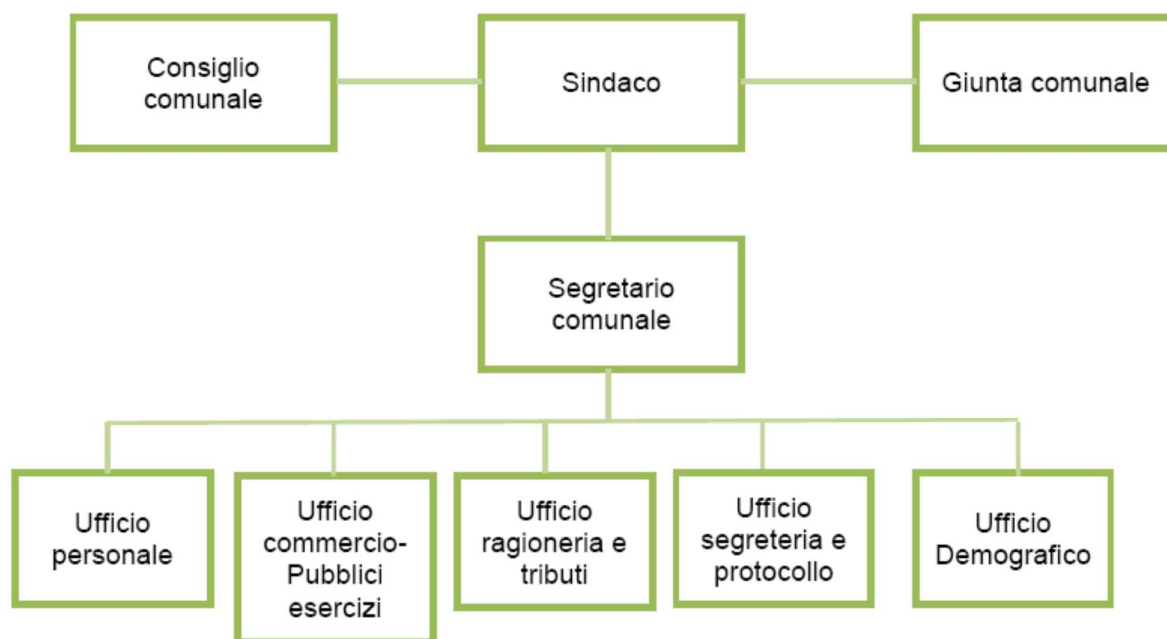 Consiglio
comunale
Sindaco
Giunta comunale
Segretario
comunale
Ufficio
personale
Ufficio
commercio-
Pubblici
esercizi
Ufficio
ragioneria e
tributi
Ufficio
segreteria e
protocollo
Ufficio
Demografico